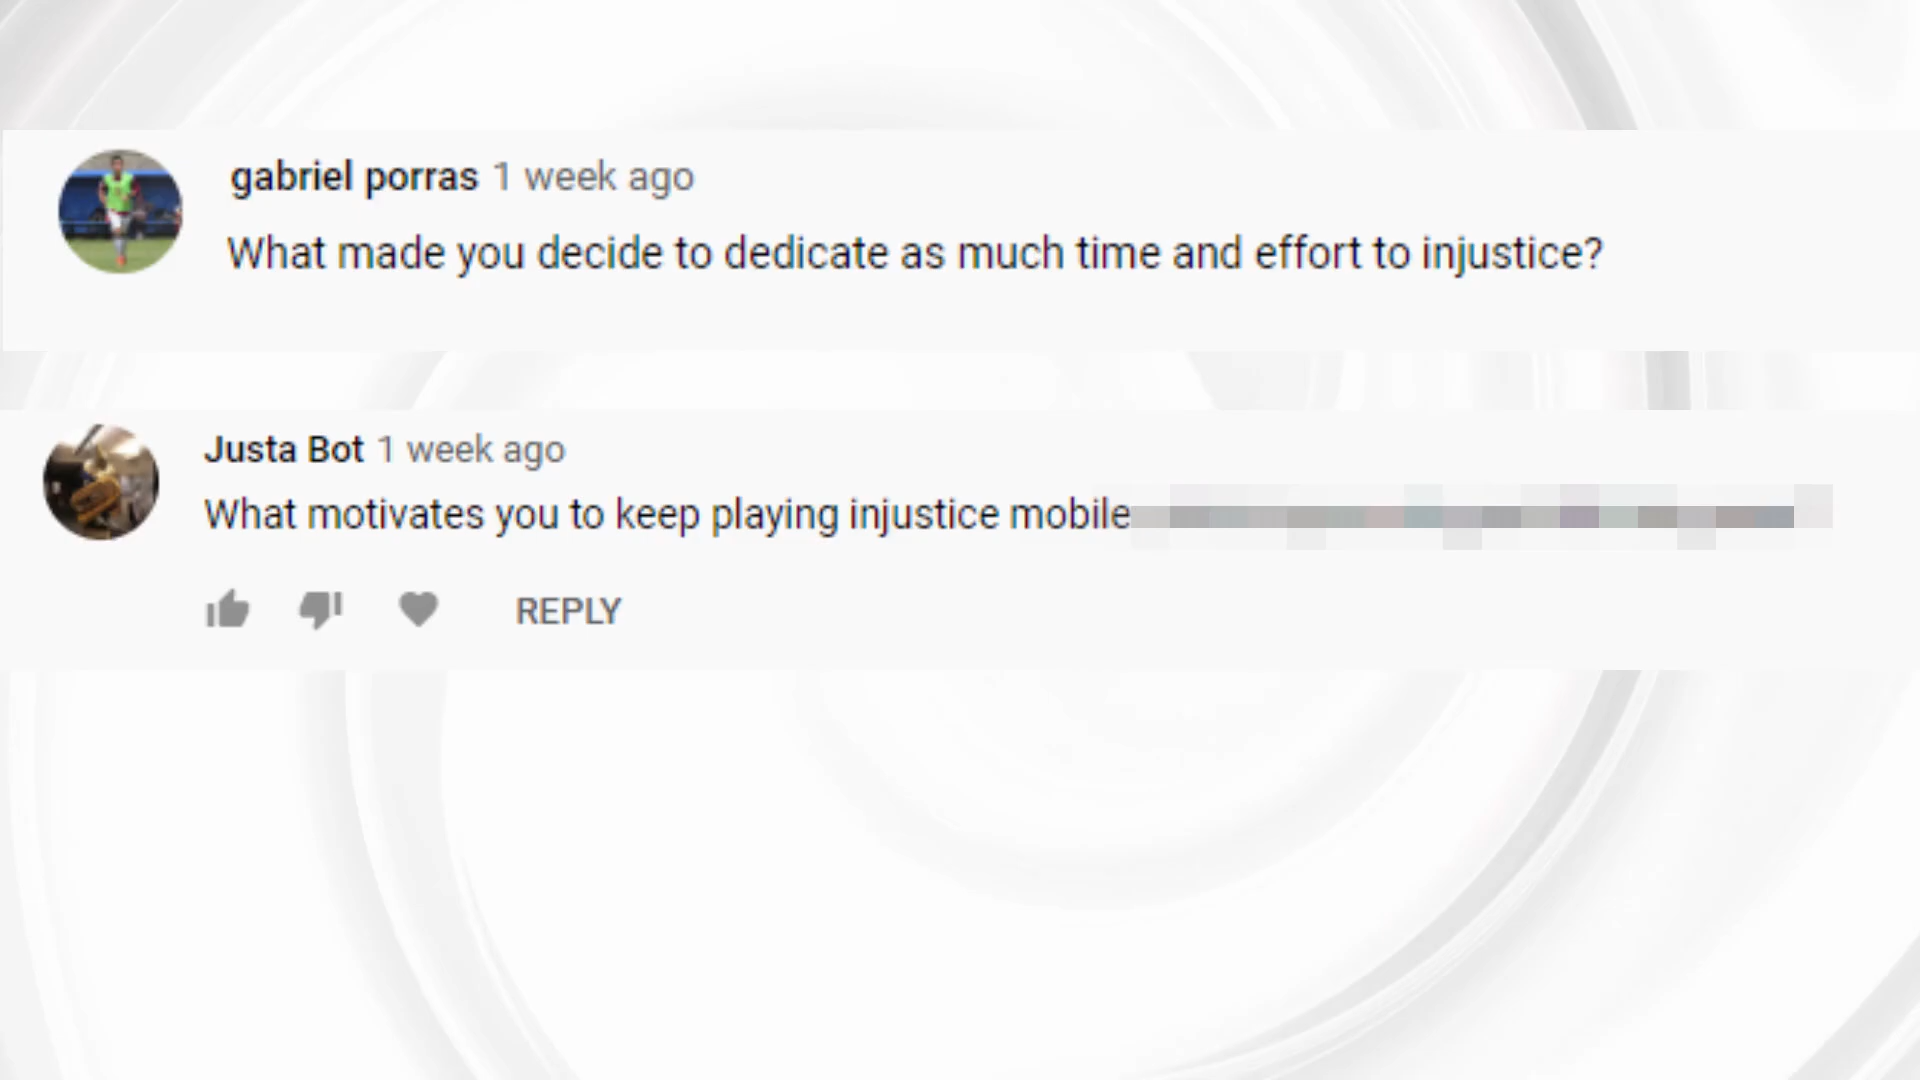 gabriel porras 1 week ago
What made you decide to dedicate as much time and effort to injustice?
Justa Bot 1 week ago
What motivates you to keep playing injustice mobile
REPLY